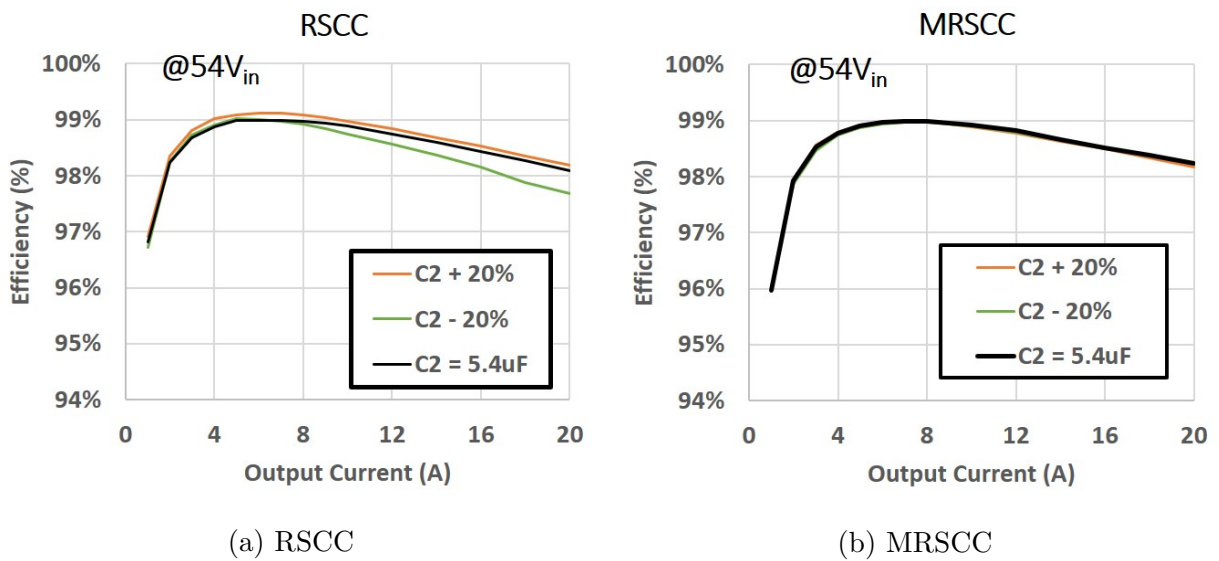 RSCC
@54Vin
100%
99%
98%
97%
96%
95%
94%
Efficiency (%)
C2 + 20%
C2 - 20%
C2 = 5.4uF
0 4 8 12 16 20
Output Current (A)
(a) RSCC
MRSCC
@54Vin
100%
99%
98%
97%
96%
95%
94%
Efficiency (%)
C2 + 20%
C2 - 20%
C2 = 5.4uF
0 4 8 12 16 20
Output Current (A)
(b) MRSCC